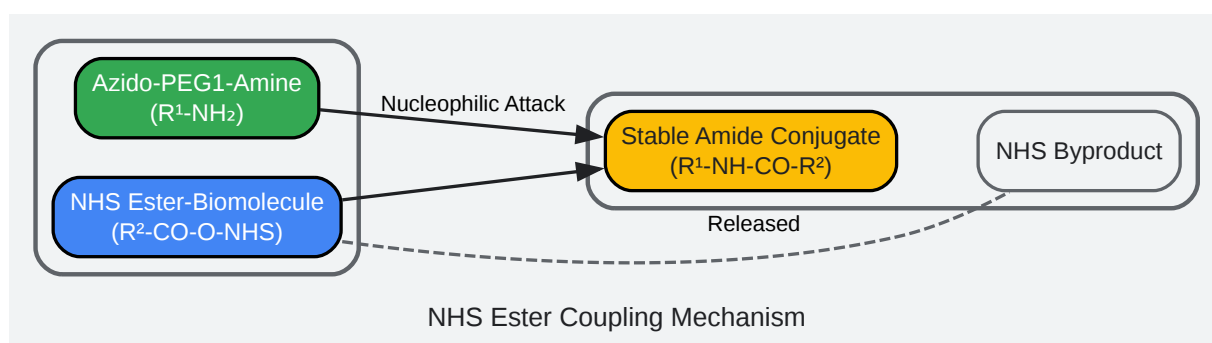 Azido-PEG1-Amine
(R¹-NH₂)
Nucleophilic Attack
NHS Ester-Biomolecule
(R²-CO-O-NHS)
Stable Amide Conjugate
(R¹-NH-CO-R²)
NHS Byproduct
Released
NHS Ester Coupling Mechanism